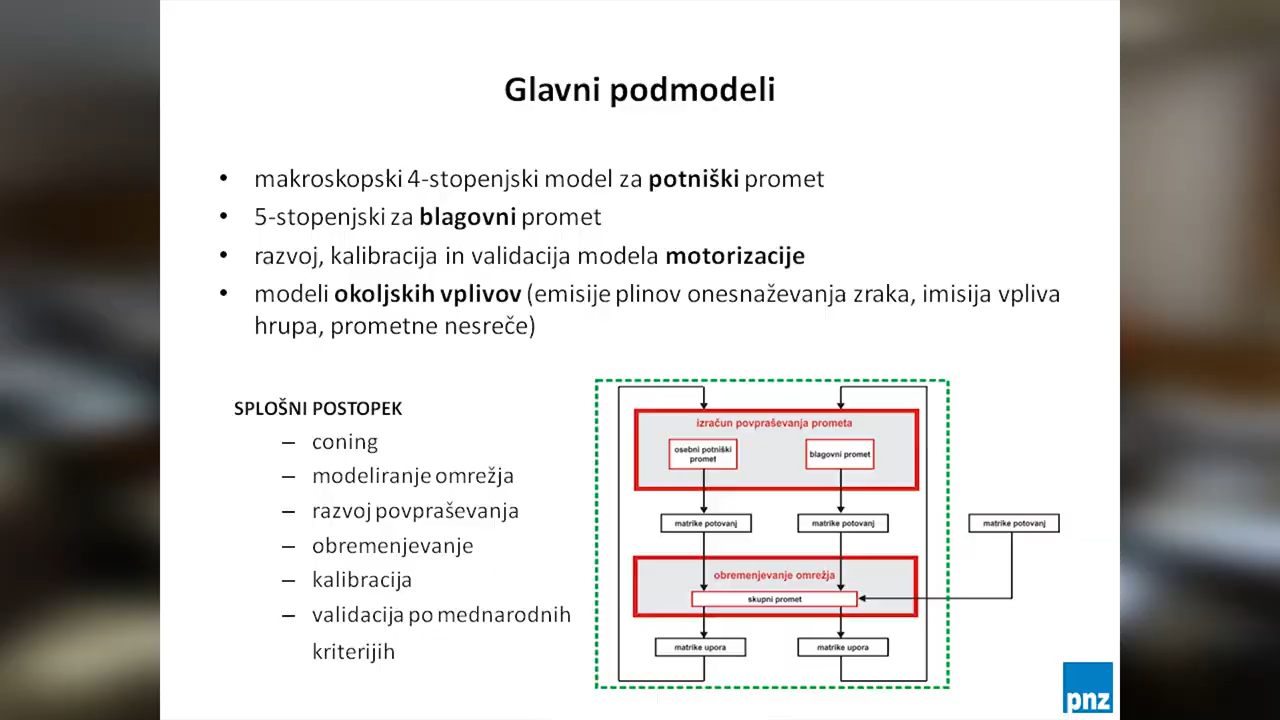 Glavni podmodeli
• makroskopski 4-stopenjski model za potniški promet
• 5-stopenjski za blagovni promet
• razvoj, kalibracija in validacija modela motorizacije
• modeli okoljskih vplivov (emisije plinov onesnaževanja zraka, imisija vpliva
hrupa, prometne nesreče)
SPLOŠNI POSTOPEK
– coning
– modeliranje omrežja
– razvoj povpraševanja
– obremenjevanje
– kalibracija
– validacija po mednarodnih
kriterijih
izračun povpraševanja prometa
osebni potniški
promet
blagovni promet
matrike potovanj
matrike potovanj
matrike potovanj
obremenjevanje omrežja
skupni promet
matrike upora
matrike upora
pnz